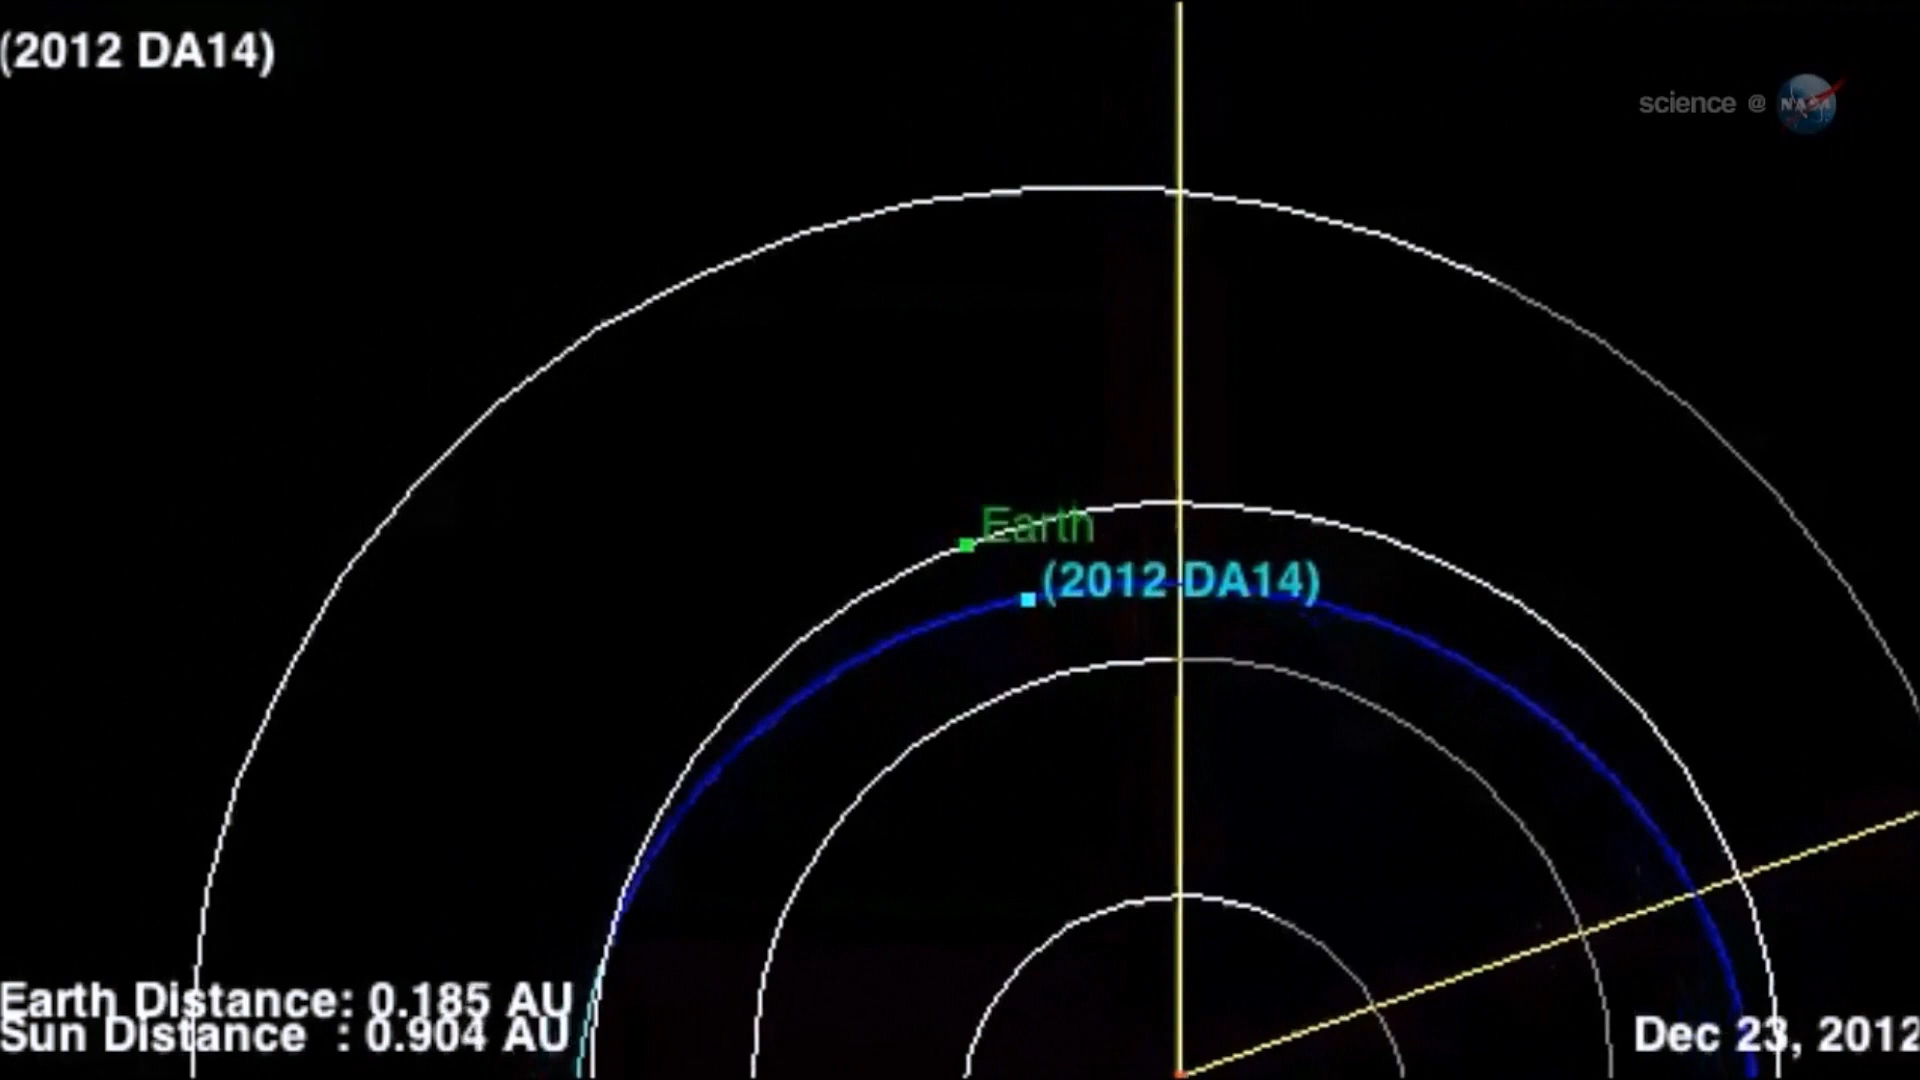 (2012 DA14)
science @ NASA
Earth
(2012 DA14)
Earth Distance: 0.185 AU
Sun Distance : 0.904 AU
Dec 23, 2012